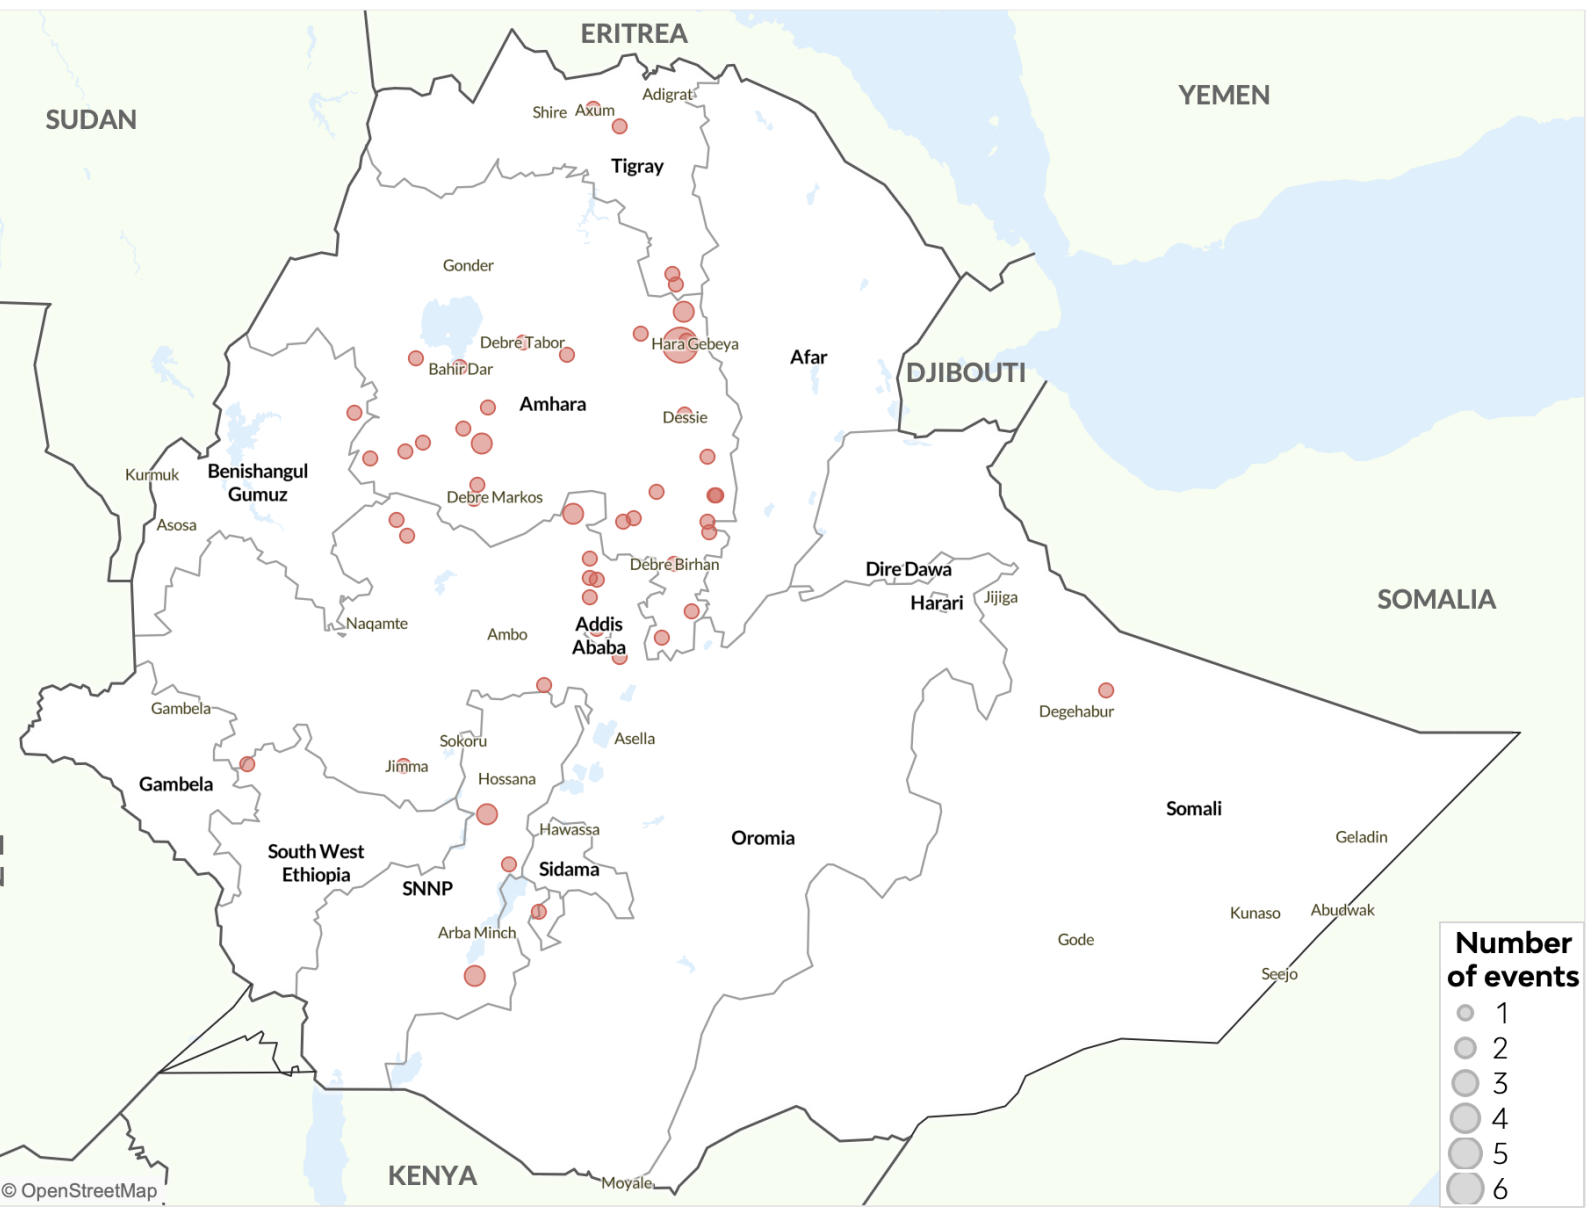 ERITREA
SUDAN
YEMEN
Adigrat
Shire
Axum
Tigray
Gonder
Debre Tabor
Hara Gebeya
Afar
Bahir Dar
DJIBOUTI
Amhara
Dessie
Kurmuk
Benishangul
Gumuz
Debre Markos
Asosa
Debre Birhan
Dire Dawa
Harari
Jijiga
SOMALIA
Naqamte
Ambo
Addis
Ababa
Gambela
Degehabur
Sokoru
Asella
Jimma
Hossana
Gambela
Somali
Hawassa
Oromia
Geladin
South West
Ethiopia
Sidama
SNNP
Kunaso
Abudwak
Arba Minch
Gode
Seejo
Number
of events
1
2
3
4
5
6
KENYA
Moyale
© OpenStreetMap